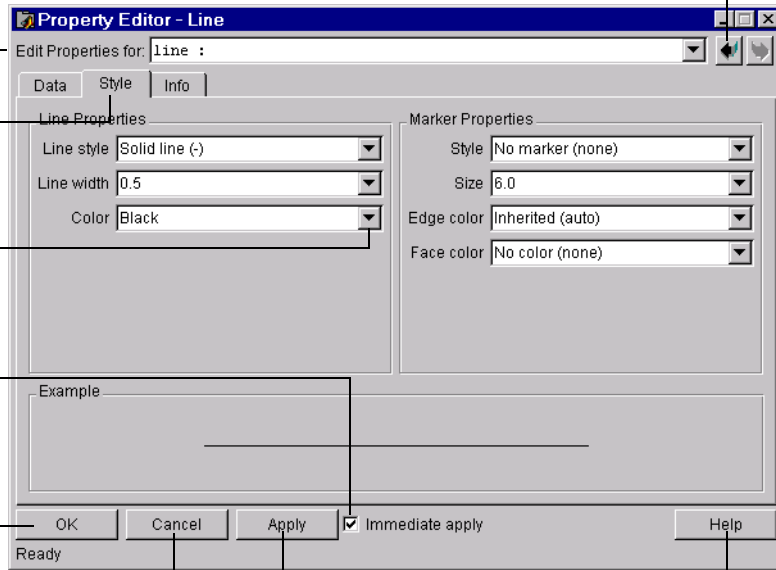 Property Editor - Line
Edit Properties for: line :
Data Style Info
Line Properties
Line style Solid line (-)
Line width 0.5
Color Black
Marker Properties
Style No marker (none)
Size 6.0
Edge color Inherited (auto)
Face color No color (none)
Example
OK Cancel Apply Immediate apply Help
Ready